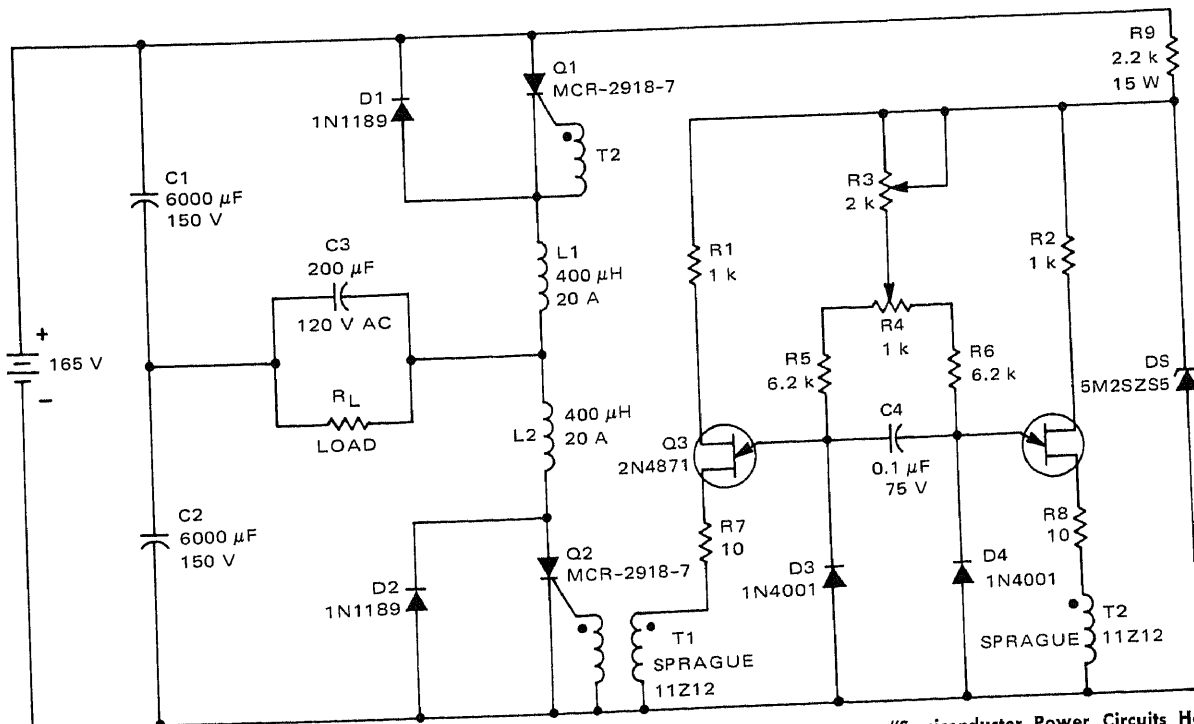 R9
2.2 k
15 W
Q1
MCR-2918-7
D1
1N1189
T2
C1
6000 µF
150 V
R3
2 k
R1
1 k
R2
1 k
C3
200 µF
120 V AC
L1
400 µH
20 A
R4
1 k
+
165 V
−
R5
6.2 k
R6
6.2 k
DS
5M2SZS5
RL
LOAD
400 µH
20 A
L2
C4
0.1 µF
75 V
Q3
2N4871
C2
6000 µF
150 V
R7
10
R8
10
Q2
MCR-2918-7
D2
1N1189
D3
1N4001
D4
1N4001
T1
SPRAGUE
11Z12
T2
SPRAGUE 11Z12
Power Circuits